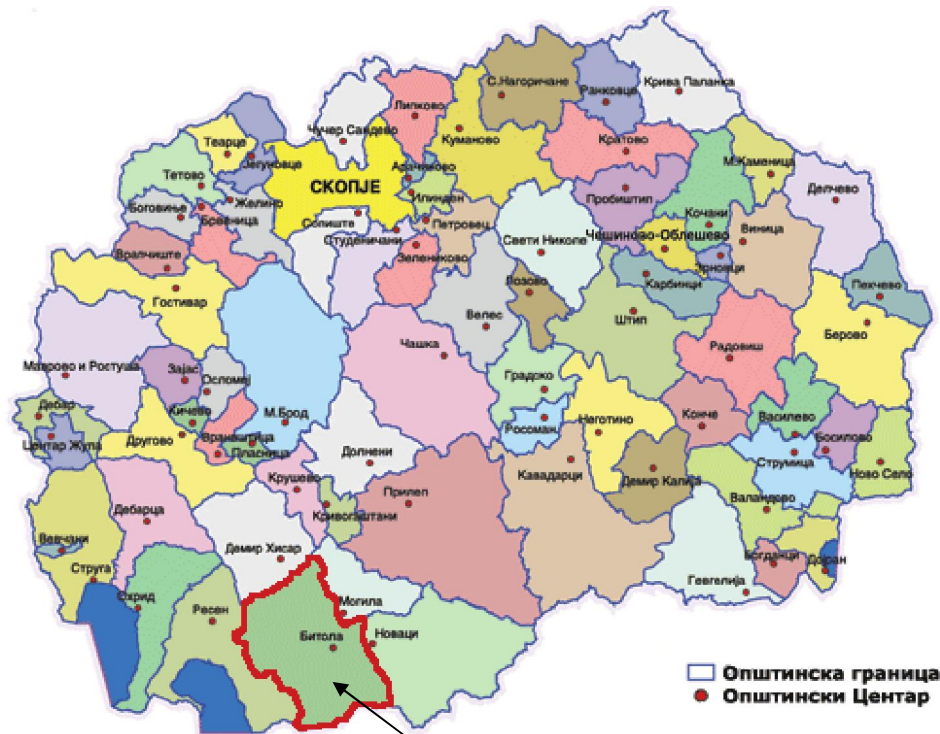 С.Нагоричане
Ранковце
Крива Паланка
Липково
Чучер Сандево
Куманово
Кратово
Теарце
Јегуновце
Арачиново
М.Каменица
Тетово
СКОПЈЕ
Делчево
Желино
Илинден
Пробиштип
Боговиње
Брвеница
Сопиште
Петровец
Кочани
Студеничани
Свети Николе
Чешиново-Облешево
Виница
Врапчиште
Зелениково
Зрновци
Гостивар
Лозово
Карбинци
Пехчево
Велес
Штип
Берово
Чашка
Радовиш
Маврово и Ростуша
Зајас
Осломеј
Градско
Дебар
Кичево
М.Брод
Росоман
Неготино
Конче
Василево
Центар Жупа
Другово
Вранештица
Босилово
Пласница
Долнени
Струмица
Крушево
Кавадарци
Демир Капија
Ново Село
Дебарца
Прилеп
Валандово
Кривогаштани
Вевчани
Демир Хисар
Богданци
Дојран
Струга
Гевгелија
Охрид
Ресен
Могила
Битола
Новаци
Општинска граница
Општински Центар